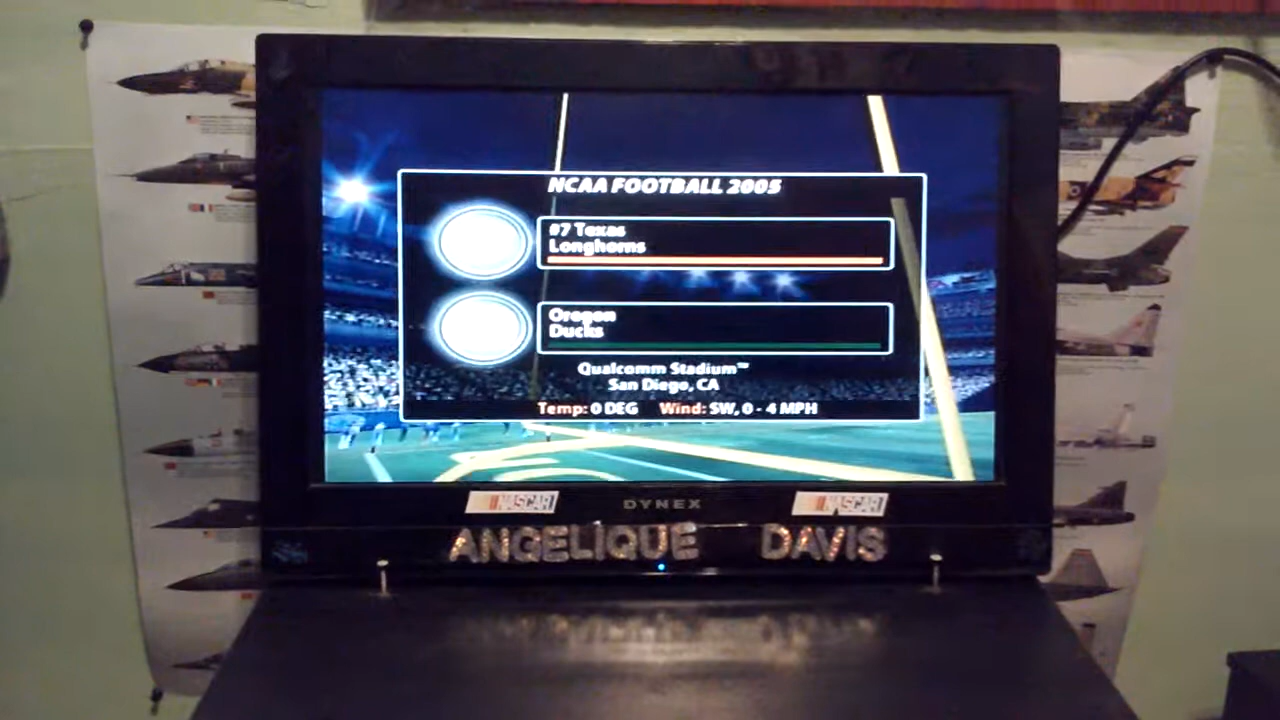 NCAA FOOTBALL 2005
#7 Texas
Longhorns
Oregon
Ducks
Qualcomm Stadium™
San Diego, CA
Temp: 0 DEG Wind: SW, 0 - 4 MPH
NASCAR DYNEX NASCAR
ANGELIQUE DAVIS